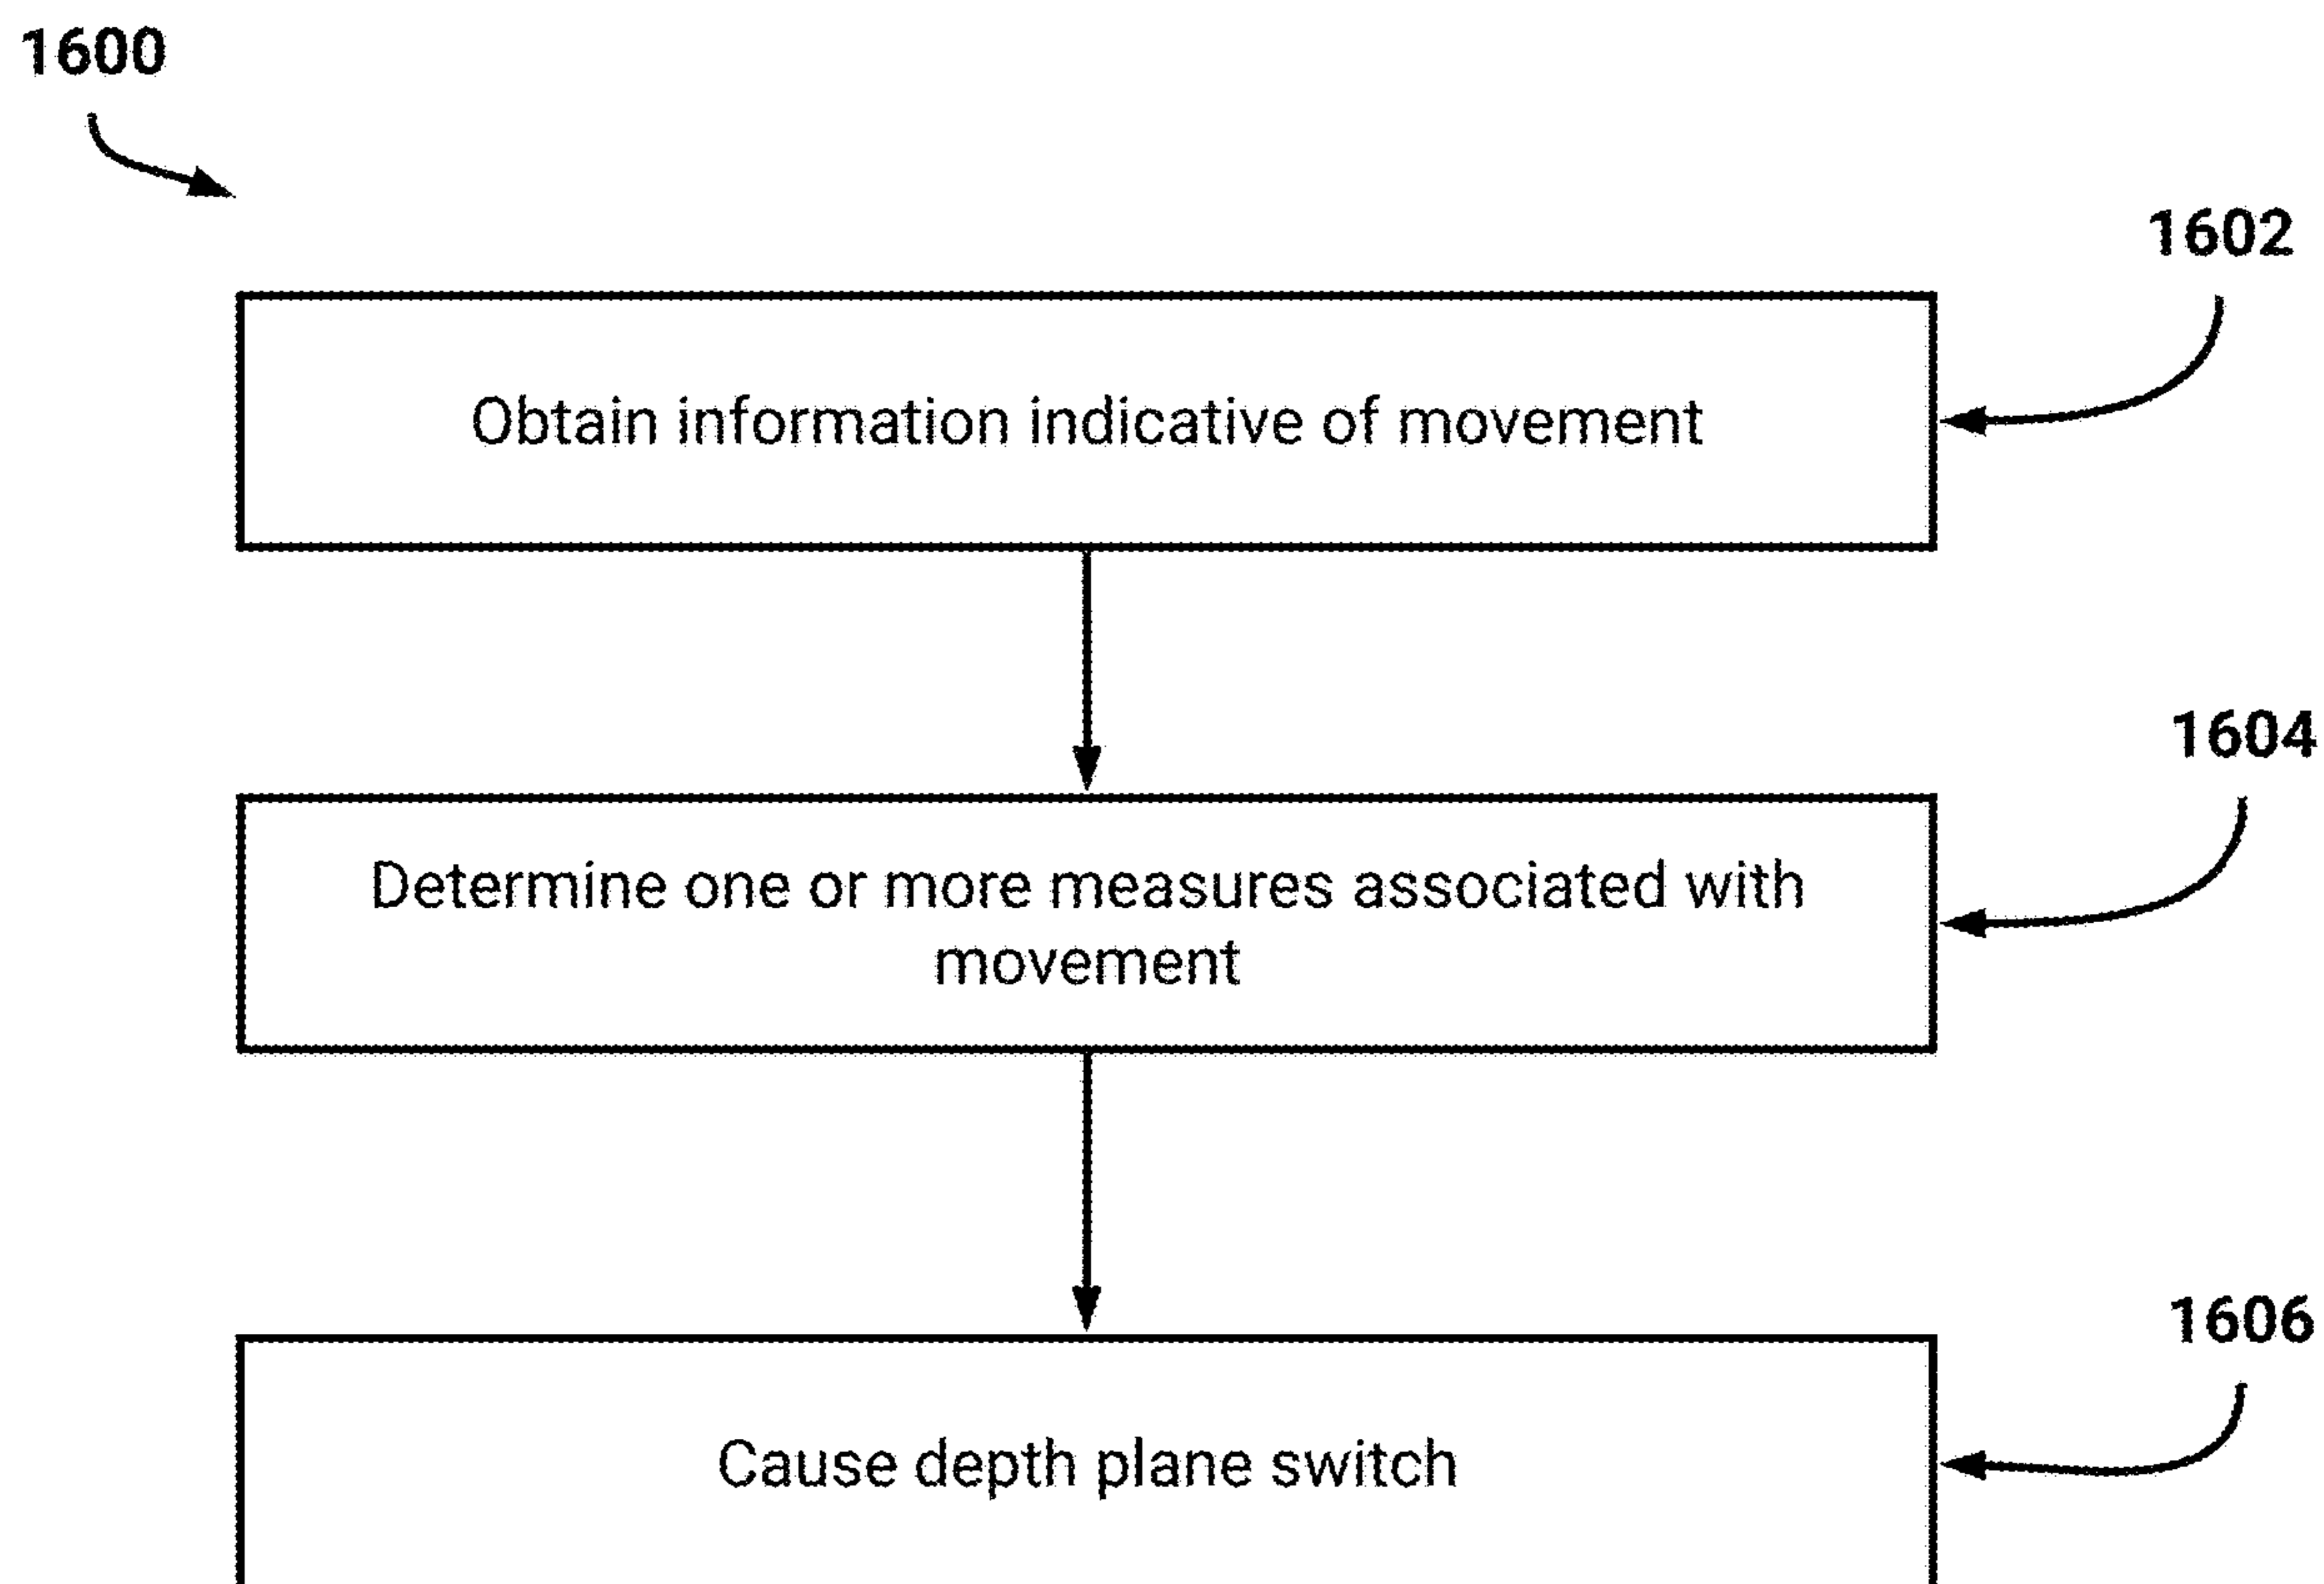 1600
1602
Obtain information indicative of movement
1604
Determine one or more measures associated with
movement
1606
Cause depth plane switch